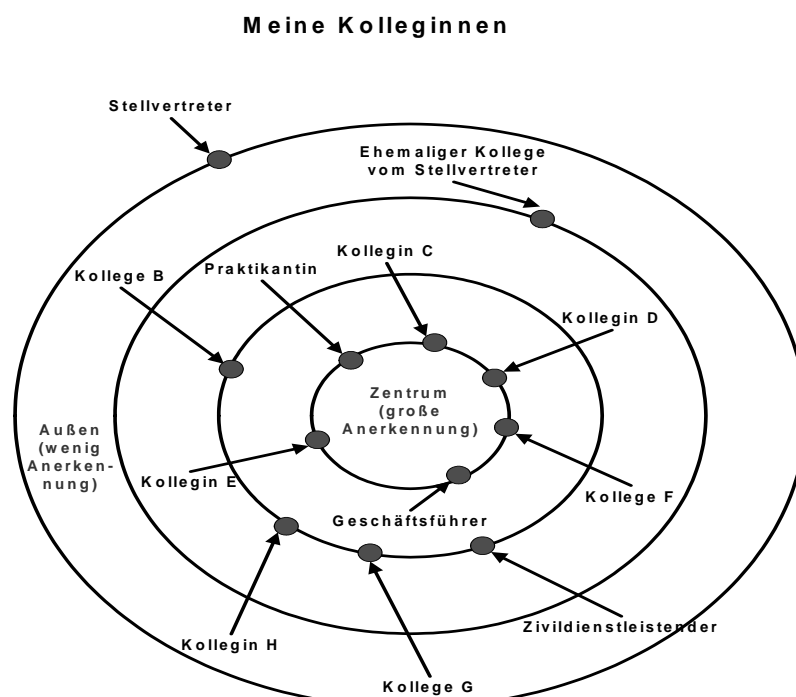 Meine Kolleginnen
Stellvertreter
Ehemaliger Kollege
vom Stellvertreter
Kollegin C
Praktikantin
Kollege B
Kollegin D
Zentrum
(große
Anerkennung)
Außen
(wenig
Anerken-
nung)
Kollegin E
Kollege F
Geschäftsführer
Zivildienstleistender
Kollegin H
Kollege G